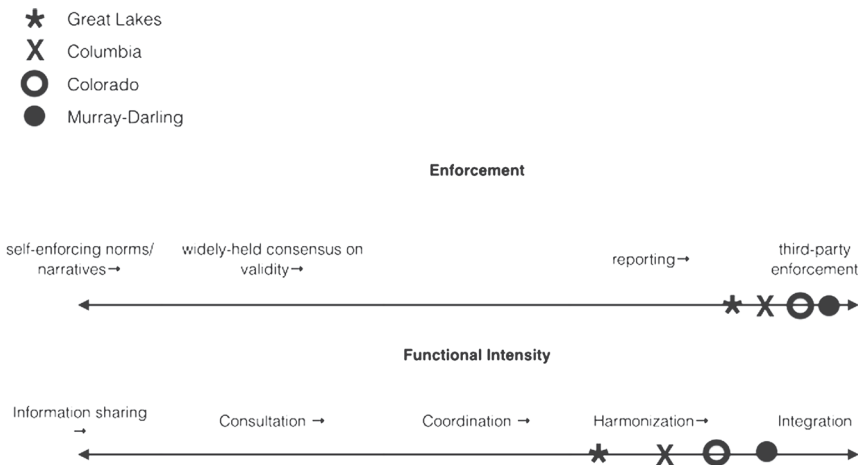 Great Lakes
Columbia
Colorado
Murray-Darling
Enforcement
self-enforcing norms/
narratives→
widely-held consensus on
validity→
reporting→
third-party
enforcement
Functional Intensity
Information sharing
→
Consultation →
Coordination →
Harmonization→
Integration